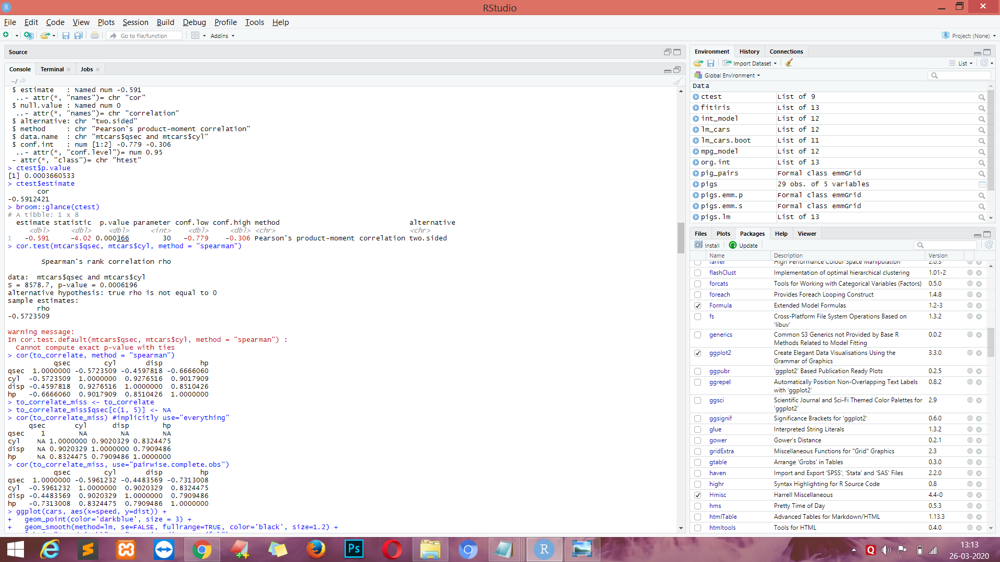 RStudio
File Edit Code View Plots Session Build Debug Profile Tools Help
Go to file/function Addins Project: (None)
Source
Console Terminal Jobs
~/
 $ estimate   : Named num -0.591
  ..- attr(*, "names")= chr "cor"
 $ null.value : Named num 0
  ..- attr(*, "names")= chr "correlation"
 $ alternative: chr "two.sided"
 $ method     : chr "Pearson's product-moment correlation"
 $ data.name  : chr "mtcars$qsec and mtcars$cyl"
 $ conf.int   : num [1:2] -0.779 -0.306
  ..- attr(*, "conf.level")= num 0.95
 - attr(*, "class")= chr "htest"
> ctest$p.value
[1] 0.0003660533
> ctest$estimate
       cor
-0.5912421
> broom::glance(ctest)
# A tibble: 1 x 8
  estimate statistic  p.value parameter conf.low conf.high method                               alternative
     <dbl>     <dbl>    <dbl>     <int>    <dbl>     <dbl> <chr>                                <chr>
1   -0.591     -4.02 0.000366        30   -0.779    -0.306 Pearson's product-moment correlation two.sided
> cor.test(mtcars$qsec, mtcars$cyl, method = "spearman")
        Spearman's rank correlation rho
data:  mtcars$qsec and mtcars$cyl
S = 8578.7, p-value = 0.0006196
alternative hypothesis: true rho is not equal to 0
sample estimates:
       rho
-0.5723509
Warning message:
In cor.test.default(mtcars$qsec, mtcars$cyl, method = "spearman") :
  Cannot compute exact p-value with ties
> cor(to_correlate, method = "spearman")
           qsec        cyl       disp         hp
qsec  1.0000000 -0.5723509 -0.4597818 -0.6666060
cyl  -0.5723509  1.0000000  0.9276516  0.9017909
disp -0.4597818  0.9276516  1.0000000  0.8510426
hp   -0.6666060  0.9017909  0.8510426  1.0000000
> to_correlate_miss <- to_correlate
> to_correlate_miss$qsec[c(1, 5)] <- NA
> cor(to_correlate_miss) #implicitly use="everything"
     qsec       cyl      disp        hp
qsec    1        NA        NA        NA
cyl    NA 1.0000000 0.9020329 0.8324475
disp   NA 0.9020329 1.0000000 0.7909486
hp     NA 0.8324475 0.7909486 1.0000000
> cor(to_correlate_miss, use="pairwise.complete.obs")
           qsec        cyl       disp         hp
qsec  1.0000000 -0.5961232 -0.4483569 -0.7313008
cyl  -0.5961232  1.0000000  0.9020329  0.8324475
disp -0.4483569  0.9020329  1.0000000  0.7909486
hp   -0.7313008  0.8324475  0.7909486  1.0000000
> ggplot(cars, aes(x=speed, y=dist)) +
+   geom_point(color='darkblue', size = 3) +
+   geom_smooth(method=lm, se=FALSE, fullrange=TRUE, color='black', size=1.2) +
Environment History Connections
Import Dataset List
Global Environment
Data
ctest List of 9
fitiris List of 13
int_model List of 12
lm_cars List of 12
lm_cars.boot List of 11
mpg_model List of 12
org.int List of 13
pig_pairs Formal class emmGrid
pigs 29 obs. of 5 variables
pigs.emm.p Formal class emmGrid
pigs.emm.s Formal class emmGrid
pigs.lm List of 13
Files Plots Packages Help Viewer
Install Update
Name Description Version
farver High Performance Colour Space Manipulation 2.0.3
flashClust Implementation of optimal hierarchical clustering 1.01-2
forcats Tools for Working with Categorical Variables (Factors) 0.5.0
foreach Provides Foreach Looping Construct 1.4.8
Formula Extended Model Formulas 1.2-3
fs Cross-Platform File System Operations Based on 1.3.2
'libuv'
generics Common S3 Generics not Provided by Base R 0.0.2
Methods Related to Model Fitting
ggplot2 Create Elegant Data Visualisations Using the 3.3.0
Grammar of Graphics
ggpubr 'ggplot2' Based Publication Ready Plots 0.2.5
ggrepel Automatically Position Non-Overlapping Text Labels 0.8.2
with 'ggplot2'
ggsci Scientific Journal and Sci-Fi Themed Color Palettes for 2.9
'ggplot2'
ggsignif Significance Brackets for 'ggplot2' 0.6.0
glue Interpreted String Literals 1.3.2
gower Gower's Distance 0.2.1
gridExtra Miscellaneous Functions for "Grid" Graphics 2.3
gtable Arrange 'Grobs' in Tables 0.3.0
haven Import and Export 'SPSS', 'Stata' and 'SAS' Files 2.2.0
highr Syntax Highlighting for R Source Code 0.8
Hmisc Harrell Miscellaneous 4.4-0
hms Pretty Time of Day 0.5.3
htmlTable Advanced Tables for Markdown/HTML 1.13.3
htmltools Tools for HTML 0.4.0
Ps
R
Q
13:13
26-03-2020